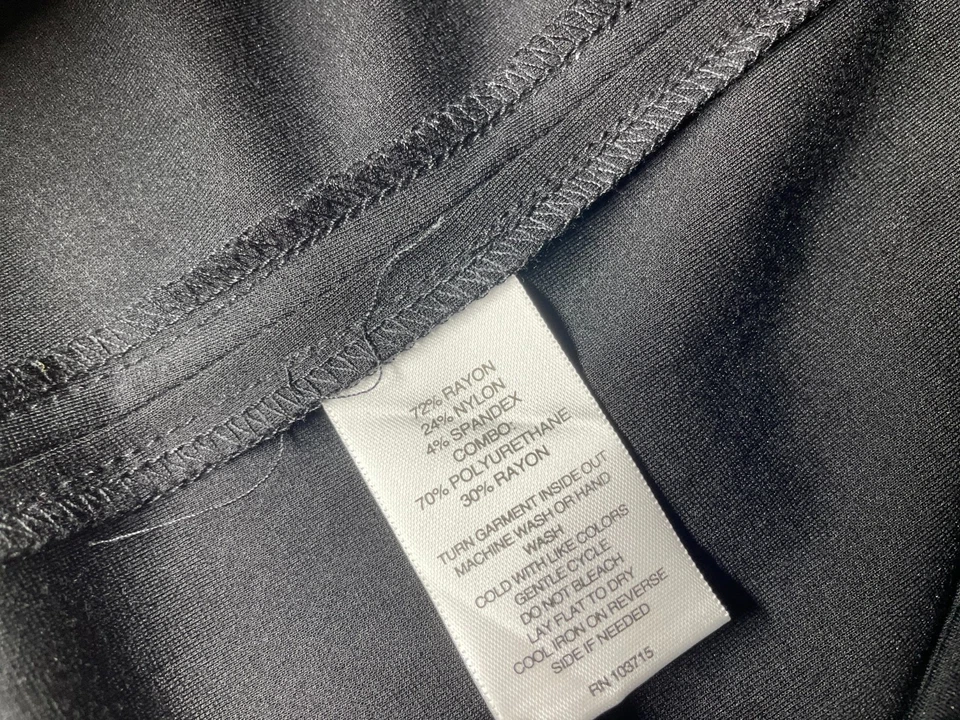 72% RAYON
24% NYLON
4% SPANDEX
COMBO:
70% POLYURETHANE
30% RAYON
TURN GARMENT INSIDE OUT
MACHINE WASH OR HAND
WASH
COLD WITH LIKE COLORS
GENTLE CYCLE
DO NOT BLEACH
LAY FLAT TO DRY
COOL IRON ON REVERSE
SIDE IF NEEDED
RN 103715